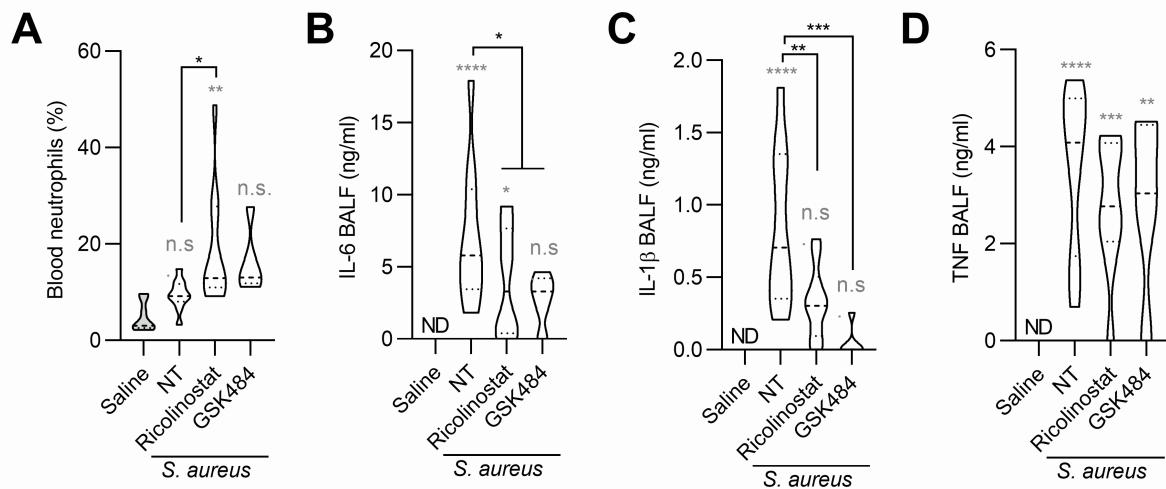 A
Blood neutrophils (%)
60
40
20
0
*
**
n.s
n.s.
Saline
NT
Ricolinostat
GSK484
S. aureus
B
IL-6 BALF (ng/ml)
20
15
10
5
0
*
****
*
ND
Saline
NT
Ricolinostat
GSK484
S. aureus
C
IL-1β BALF (ng/ml)
2.0
1.5
1.0
0.5
0.0
***
**
****
n.s
n.s
ND
Saline
NT
Ricolinostat
GSK484
S. aureus
D
TNF BALF (ng/ml)
6
4
2
0
****
***
**
ND
Saline
NT
Ricolinostat
GSK484
S. aureus